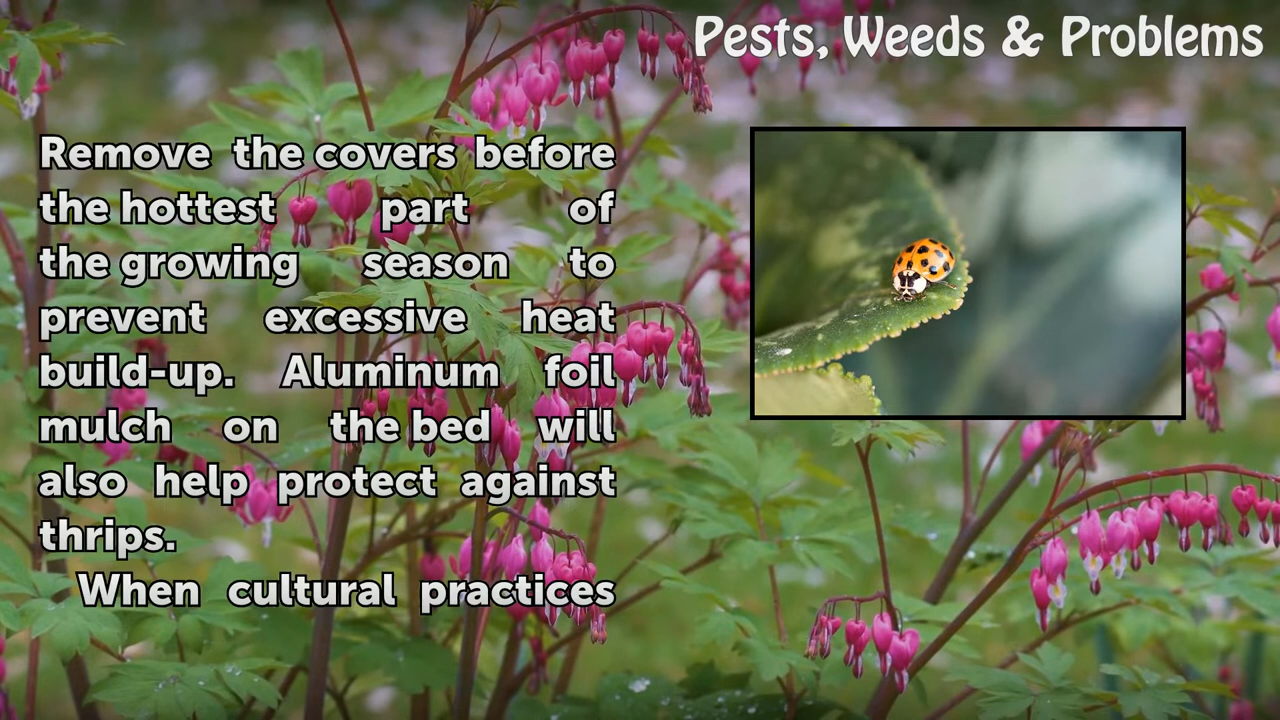 Pests, Weeds & Problems
Remove the covers before
the hottest part of
the growing season to
prevent excessive heat
build-up. Aluminum foil
mulch on the bed will
also help protect against
thrips.
When cultural practices